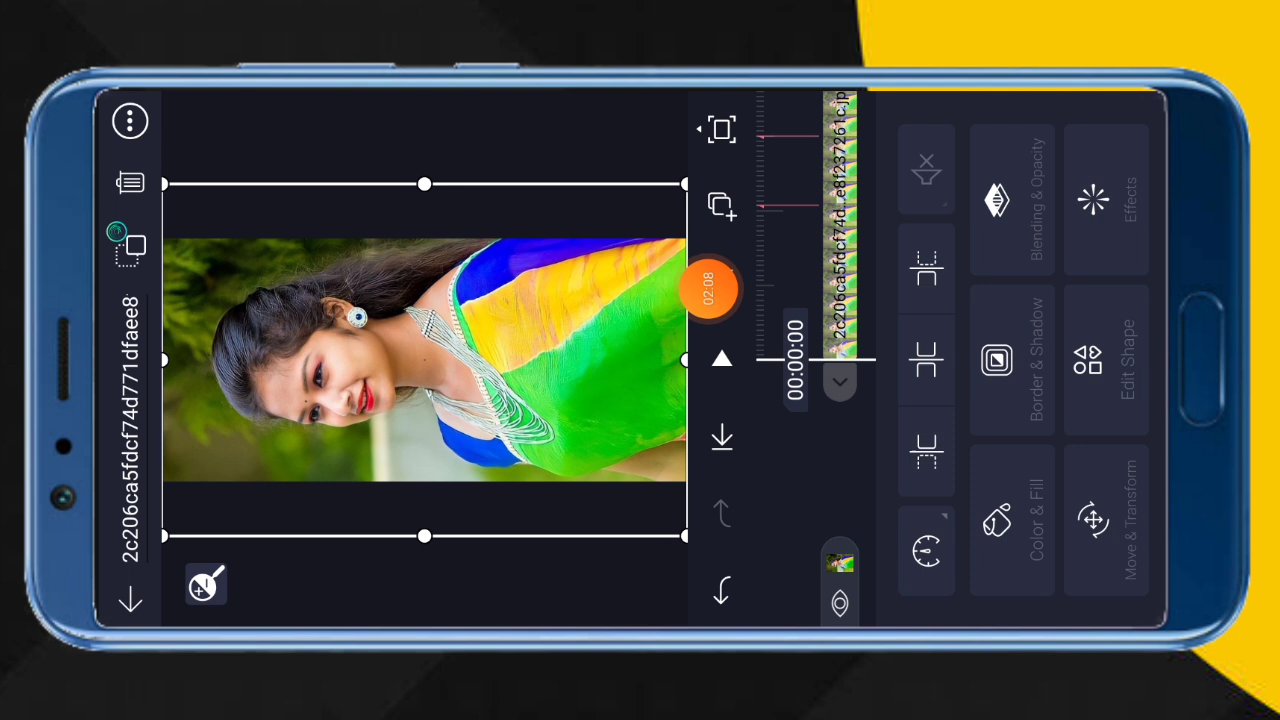 2c206ca5fdcf74d771dfaee8
02:08
00:00:00
2c206ca5fdcf74d...e8f237261c.jp
Color & Fill
Border & Shadow
Blending & Opacity
Move & Transform
Edit Shape
Effects